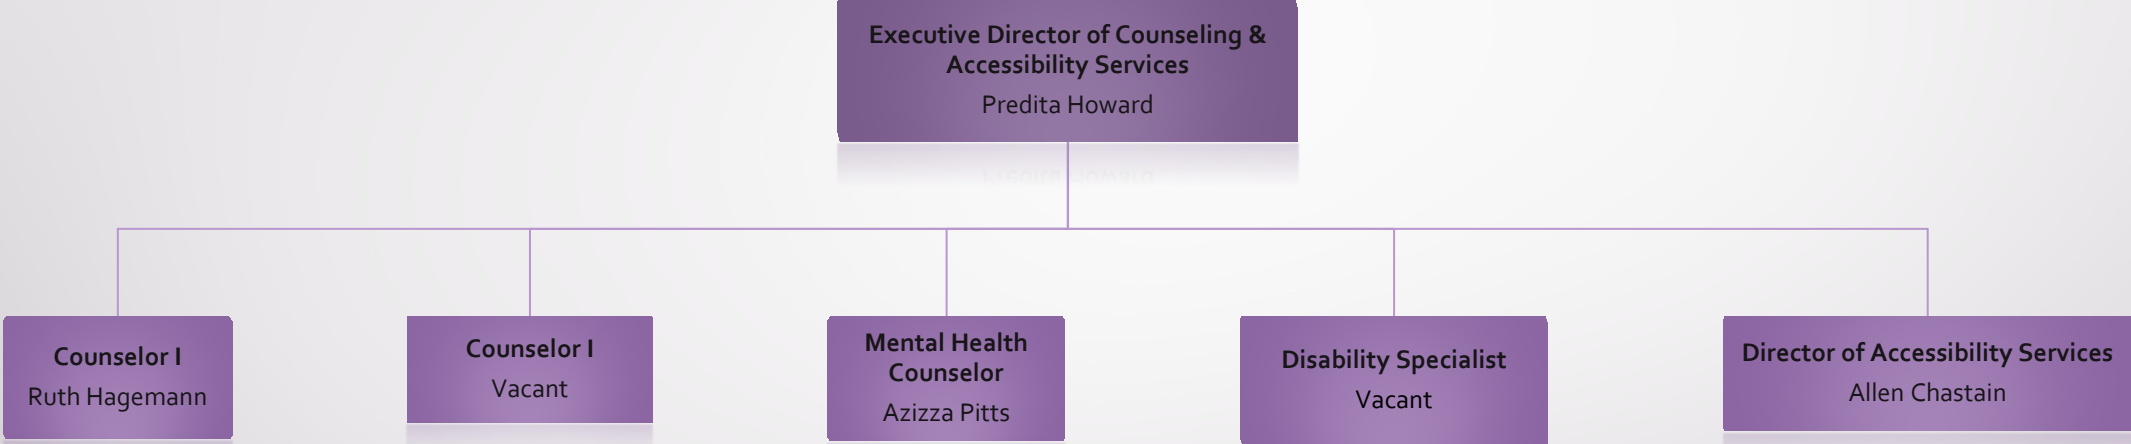 Executive Director of Counseling &
Accessibility Services
Predita Howard
Counselor I
Ruth Hagemann
Counselor I
Vacant
Mental Health
Counselor
Azizza Pitts
Disability Specialist
Vacant
Director of Accessibility Services
Allen Chastain